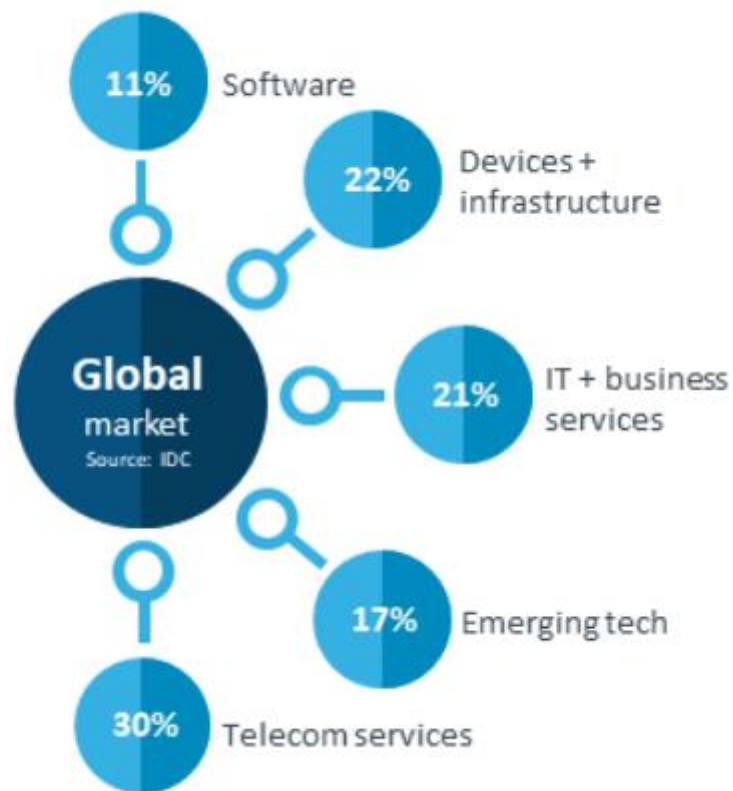 11%
Software
22%
Devices +
infrastructure
Global
market
Source: IDC
21%
IT + business
services
17%
Emerging tech
30%
Telecom services